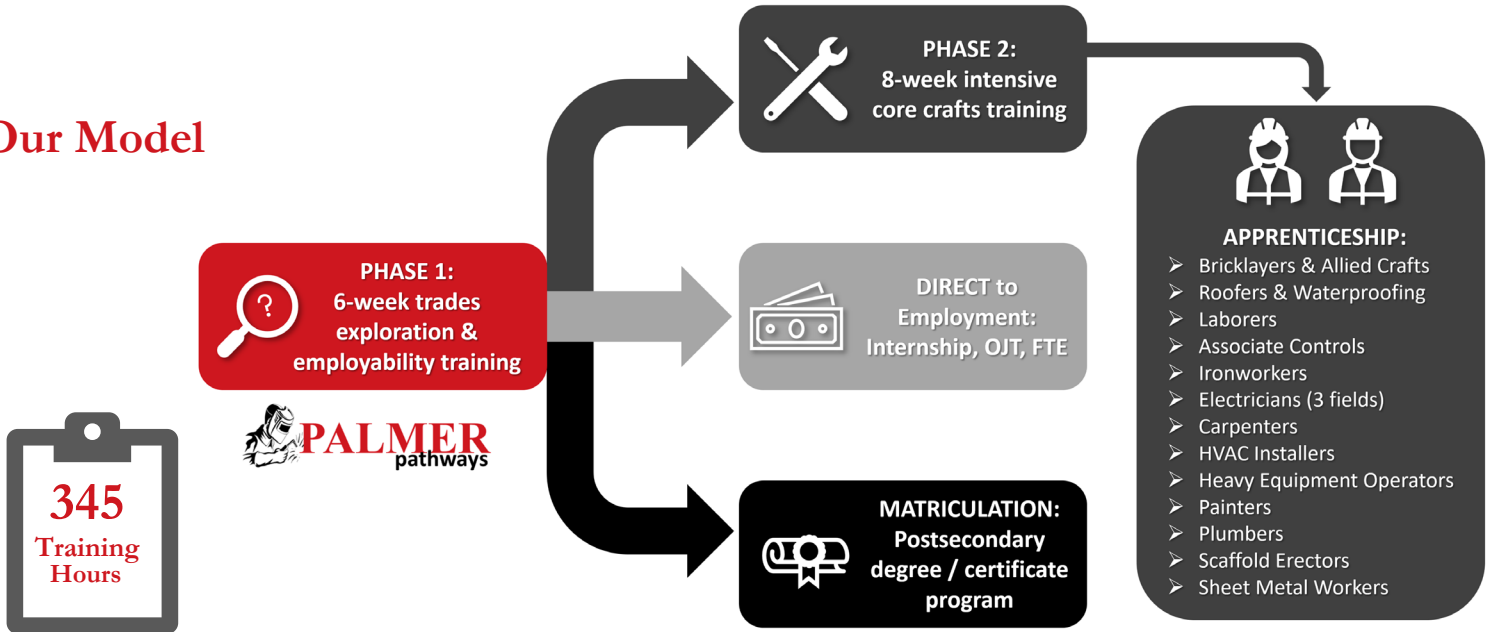 Our Model
PHASE 1:
6-week trades
exploration &
employability training
PALMER
pathways
345
Training
Hours
PHASE 2:
8-week intensive
core crafts training
DIRECT to
Employment:
Internship, OJT, FTE
MATRICULATION:
Postsecondary
degree / certificate
program
APPRENTICESHIP:
Bricklayers & Allied Crafts
Roofers & Waterproofing
Laborers
Associate Controls
Ironworkers
Electricians (3 fields)
Carpenters
HVAC Installers
Heavy Equipment Operators
Painters
Plumbers
Scaffold Erectors
Sheet Metal Workers